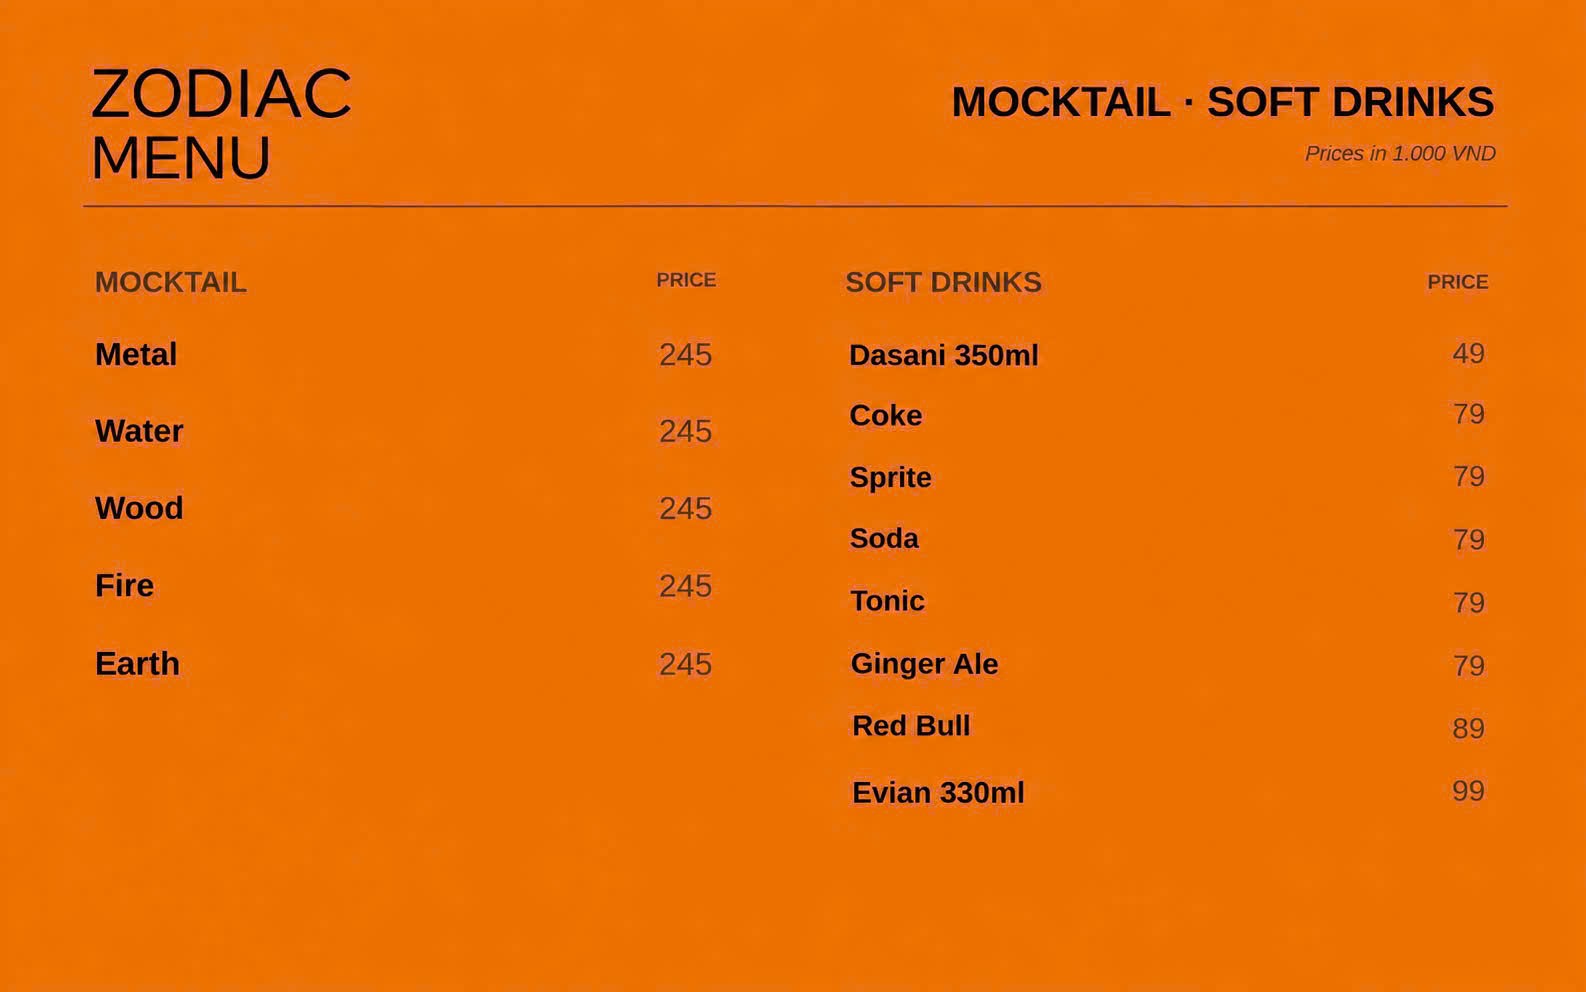 ZODIAC
MENU
MOCKTAIL · SOFT DRINKS
Prices in 1.000 VND
MOCKTAIL PRICE
Metal 245
Water 245
Wood 245
Fire 245
Earth 245
SOFT DRINKS PRICE
Dasani 350ml 49
Coke 79
Sprite 79
Soda 79
Tonic 79
Ginger Ale 79
Red Bull 89
Evian 330ml 99